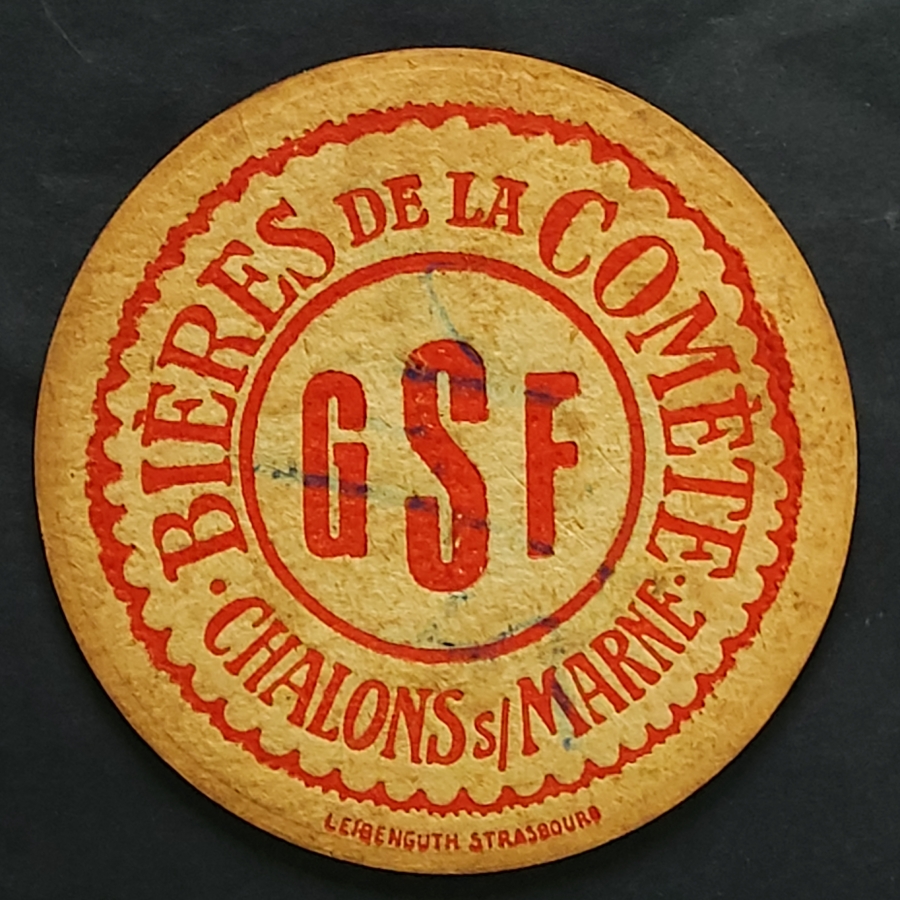 BIÈRES DE LA COMÈTE
GSF
· CHALONS s/ MARNE ·
LEIBENGUTH STRASBOURG